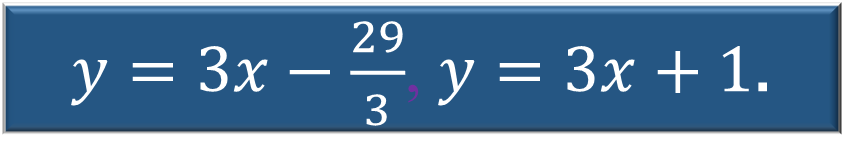 y = 3x − 29/3, y = 3x + 1.